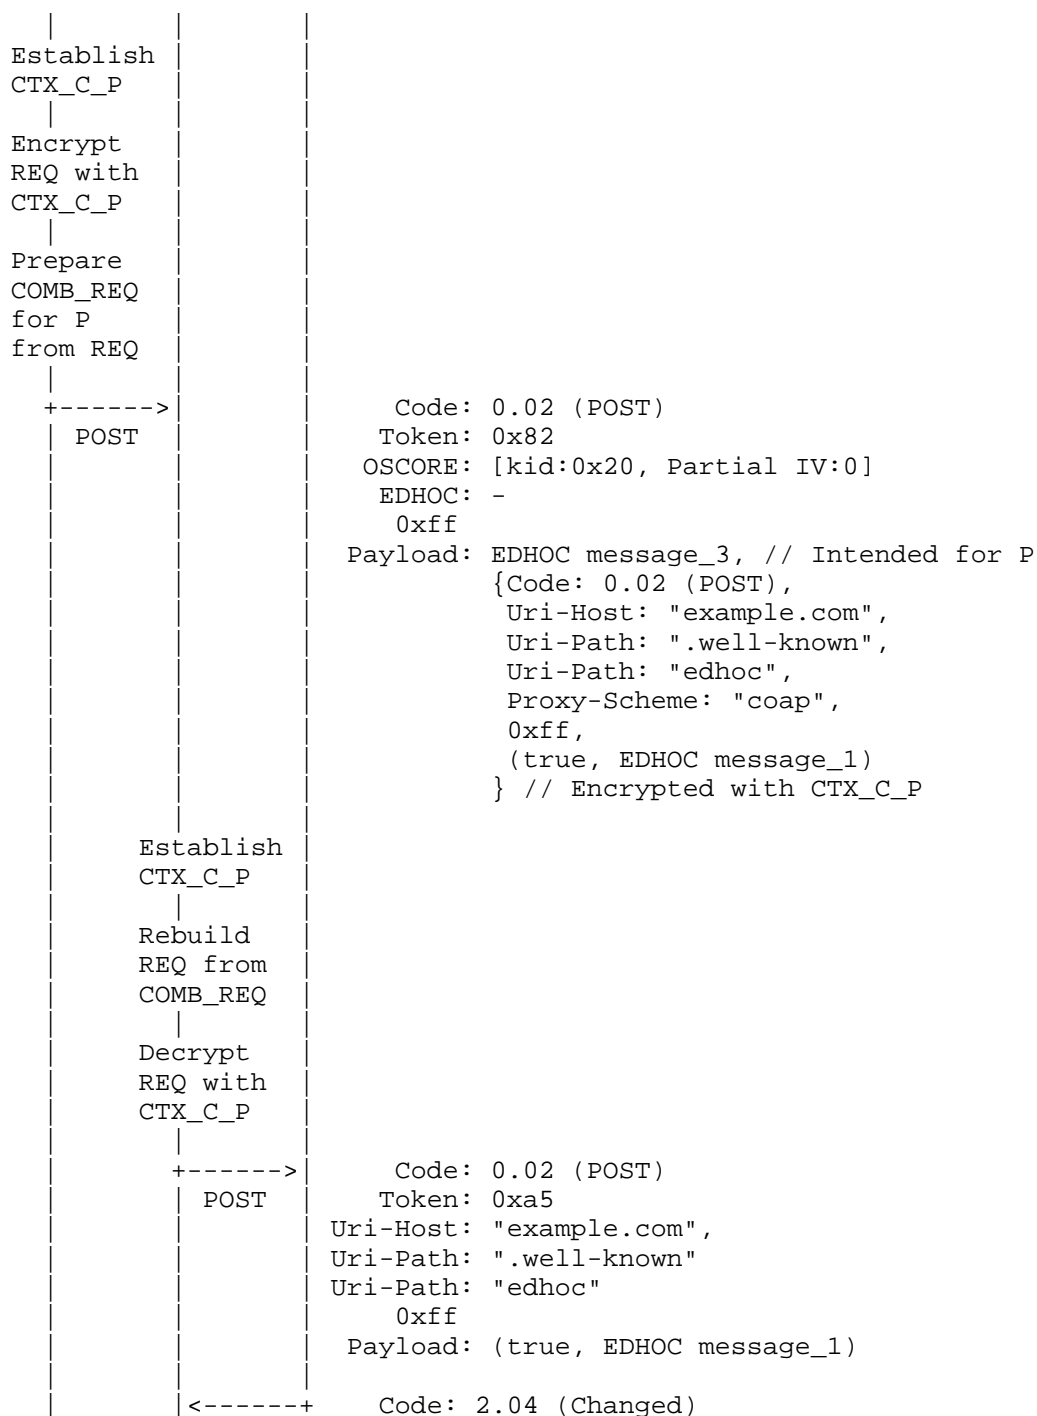 Establish
CTX_C_P
Encrypt
REQ with
CTX_C_P
Prepare
COMB_REQ
for P
from REQ
+------>| Code: 0.02 (POST)
| POST Token: 0x82
OSCORE: [kid:0x20, Partial IV:0]
EDHOC: -
0xff
Payload: EDHOC message_3, // Intended for P
{Code: 0.02 (POST),
Uri-Host: "example.com",
Uri-Path: ".well-known",
Uri-Path: "edhoc",
Proxy-Scheme: "coap",
0xff,
(true, EDHOC message_1)
} // Encrypted with CTX_C_P
Establish
CTX_C_P
Rebuild
REQ from
COMB_REQ
Decrypt
REQ with
CTX_C_P
+------>| Code: 0.02 (POST)
| POST | Token: 0xa5
Uri-Host: "example.com",
Uri-Path: ".well-known"
Uri-Path: "edhoc"
0xff
Payload: (true, EDHOC message_1)
|<------+ Code: 2.04 (Changed)